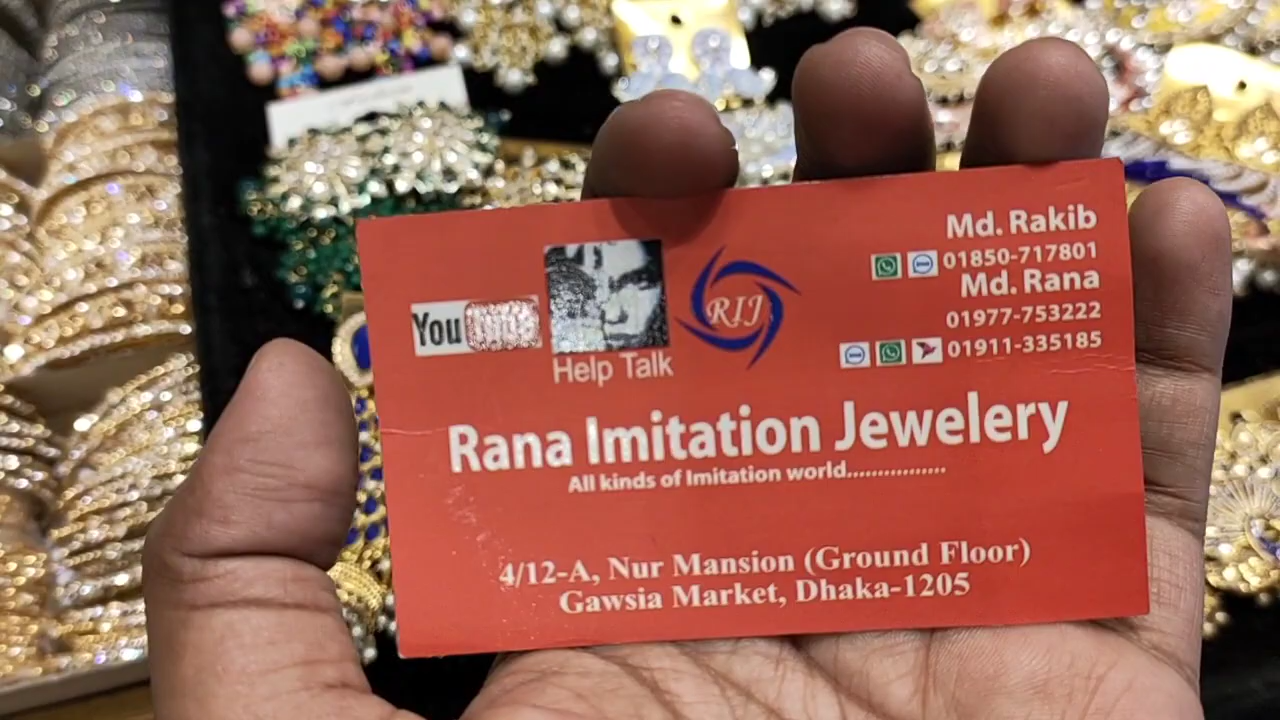 YouTube
Help Talk
RIJ
Md. Rakib
01850-717801
Md. Rana
01977-753222
01911-335185
Rana Imitation Jewelery
All kinds of Imitation world................
4/12-A, Nur Mansion (Ground Floor)
Gawsia Market, Dhaka-1205